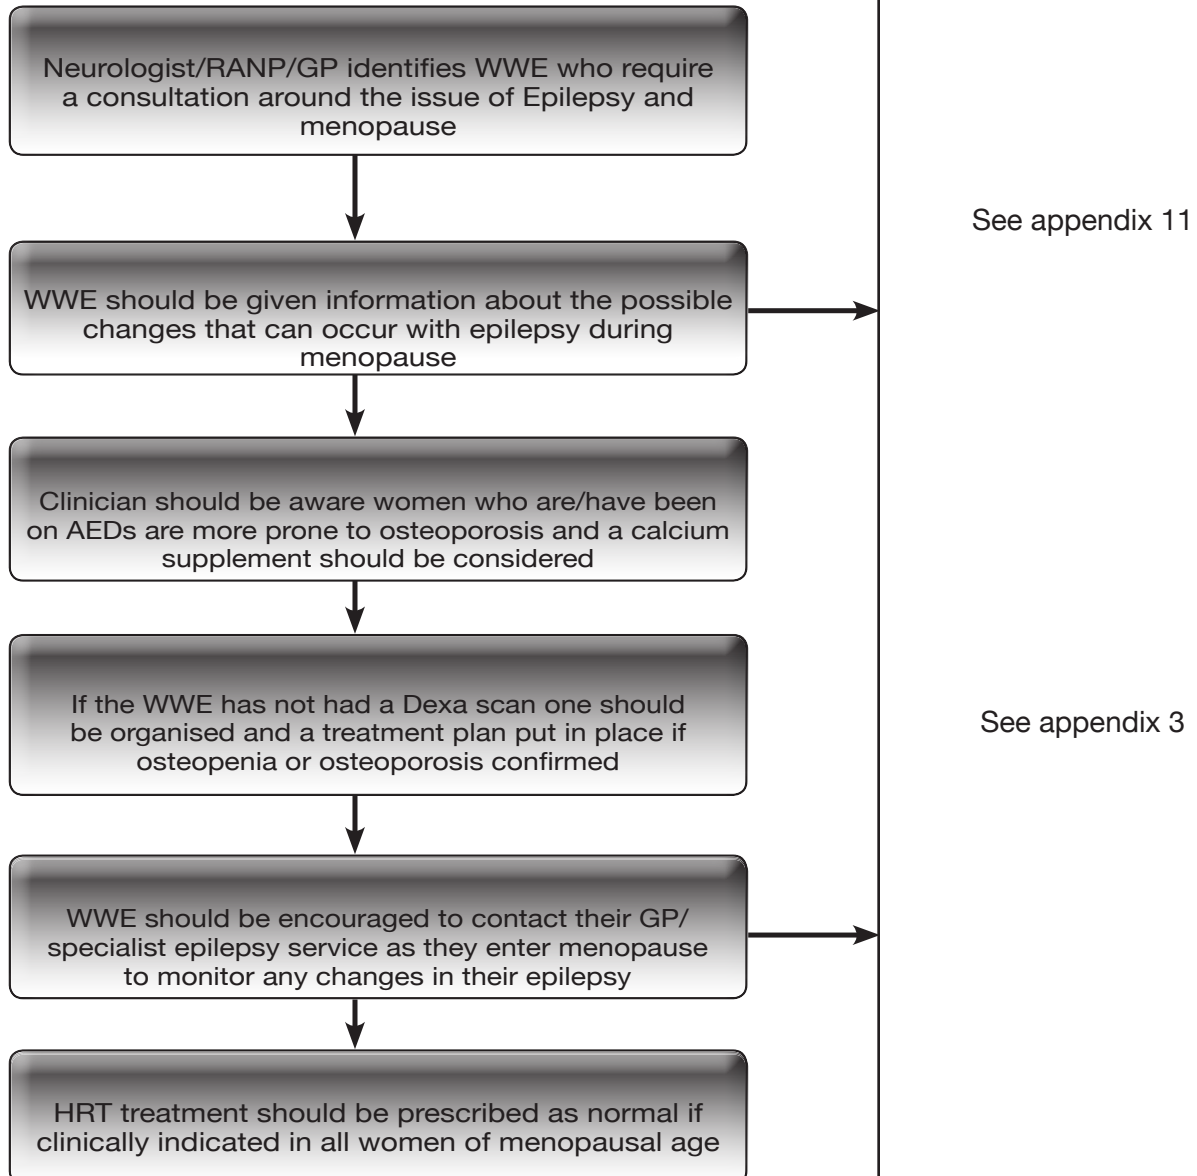 Neurologist/RANP/GP identifies WWE who require
a consultation around the issue of Epilepsy and
menopause
See appendix 11
WWE should be given information about the possible
changes that can occur with epilepsy during
menopause
Clinician should be aware women who are/have been
on AEDs are more prone to osteoporosis and a calcium
supplement should be considered
If the WWE has not had a Dexa scan one should
be organised and a treatment plan put in place if
osteopenia or osteoporosis confirmed
See appendix 3
WWE should be encouraged to contact their GP/
specialist epilepsy service as they enter menopause
to monitor any changes in their epilepsy
HRT treatment should be prescribed as normal if
clinically indicated in all women of menopausal age